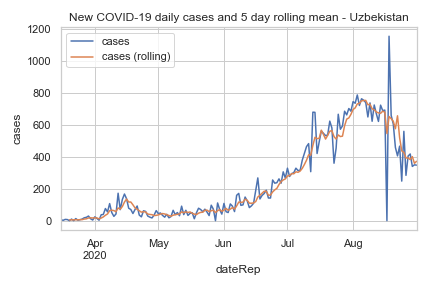 New COVID-19 daily cases and 5 day rolling mean - Uzbekistan
1200
1000
800
600
400
200
0
cases
cases
cases (rolling)
Apr
2020
May
Jun
Jul
Aug
dateRep